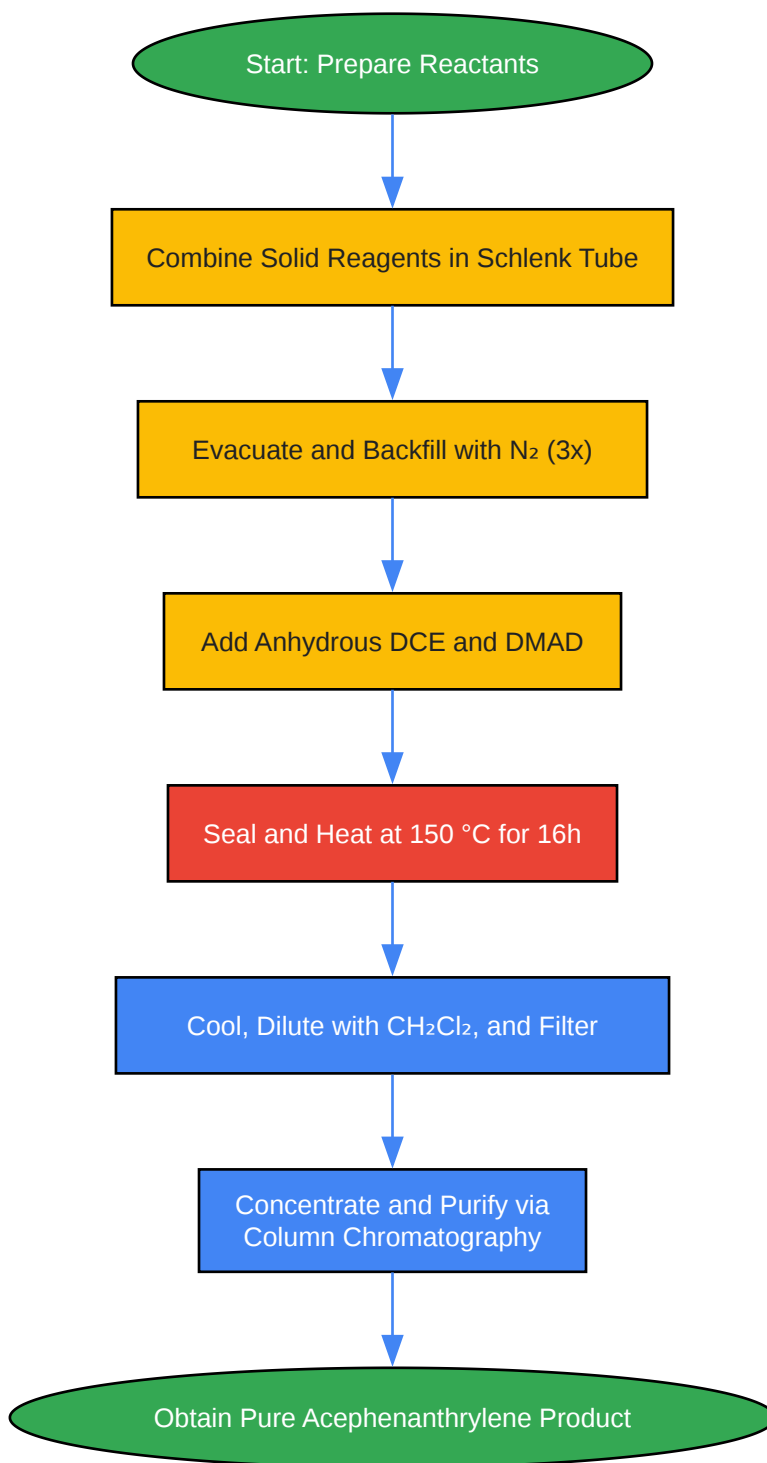 Start: Prepare Reactants
Combine Solid Reagents in Schlenk Tube
Evacuate and Backfill with N₂ (3x)
Add Anhydrous DCE and DMAD
Seal and Heat at 150 °C for 16h
Cool, Dilute with CH₂Cl₂, and Filter
Concentrate and Purify via
Column Chromatography
Obtain Pure Acephenanthrylene Product